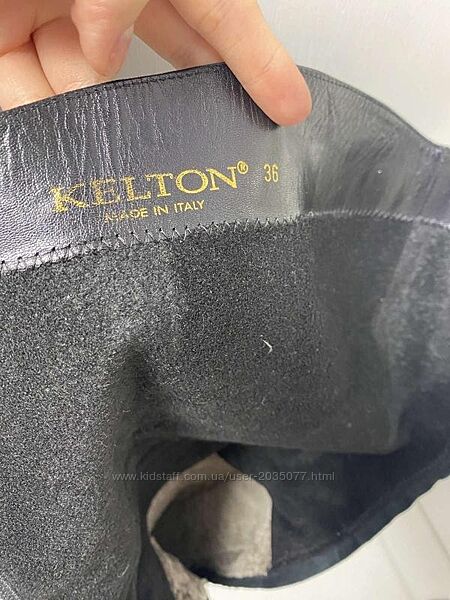 KELTON® 36
MADE IN ITALY
www.kidstaff.com.ua/user-2035077.html